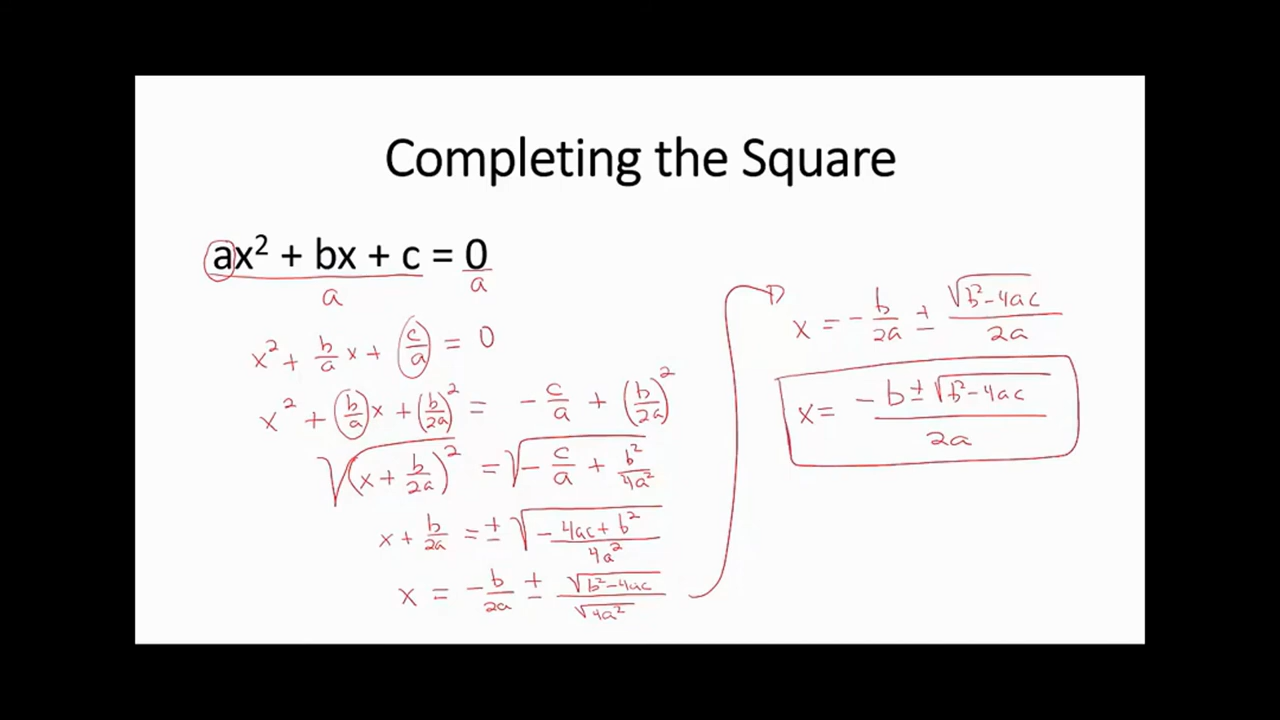 Completing the Square
ax² + bx + c = 0
a a
x² + b/a x + c/a = 0
x² + (b/a)x + (b/2a)² = -c/a + (b/2a)²
√(x + b/2a)² = √(-c/a + b²/4a²)
x + b/2a = ± √(-4ac + b²/4a²)
x = -b/2a ± √(b²-4ac)/√(4a²)
x = -b/2a ± √(b²-4ac)/2a
x = -b ± √(b²-4ac)/2a